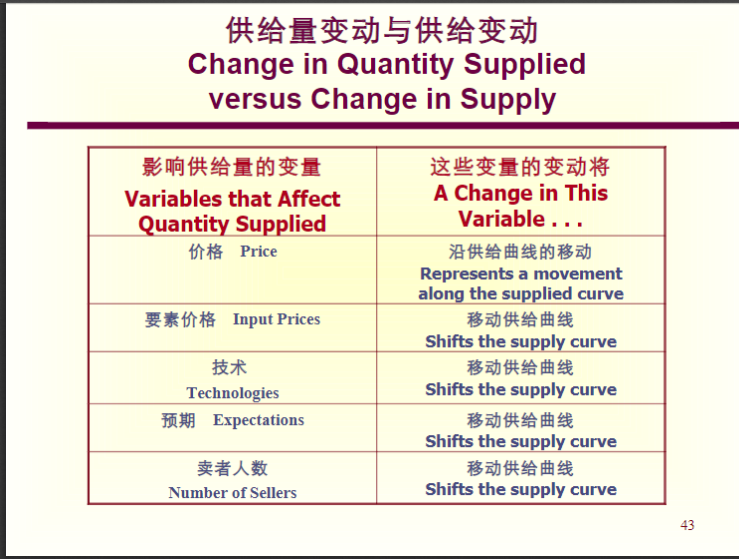 供给量变动与供给变动
Change in Quantity Supplied
versus Change in Supply
影响供给量的变量
Variables that Affect
Quantity Supplied
这些变量的变动将
A Change in This
Variable . . .
价格 Price
沿供给曲线的移动
Represents a movement
along the supplied curve
要素价格 Input Prices
移动供给曲线
Shifts the supply curve
技术
Technologies
移动供给曲线
Shifts the supply curve
预期 Expectations
移动供给曲线
Shifts the supply curve
卖者人数
Number of Sellers
移动供给曲线
Shifts the supply curve
43